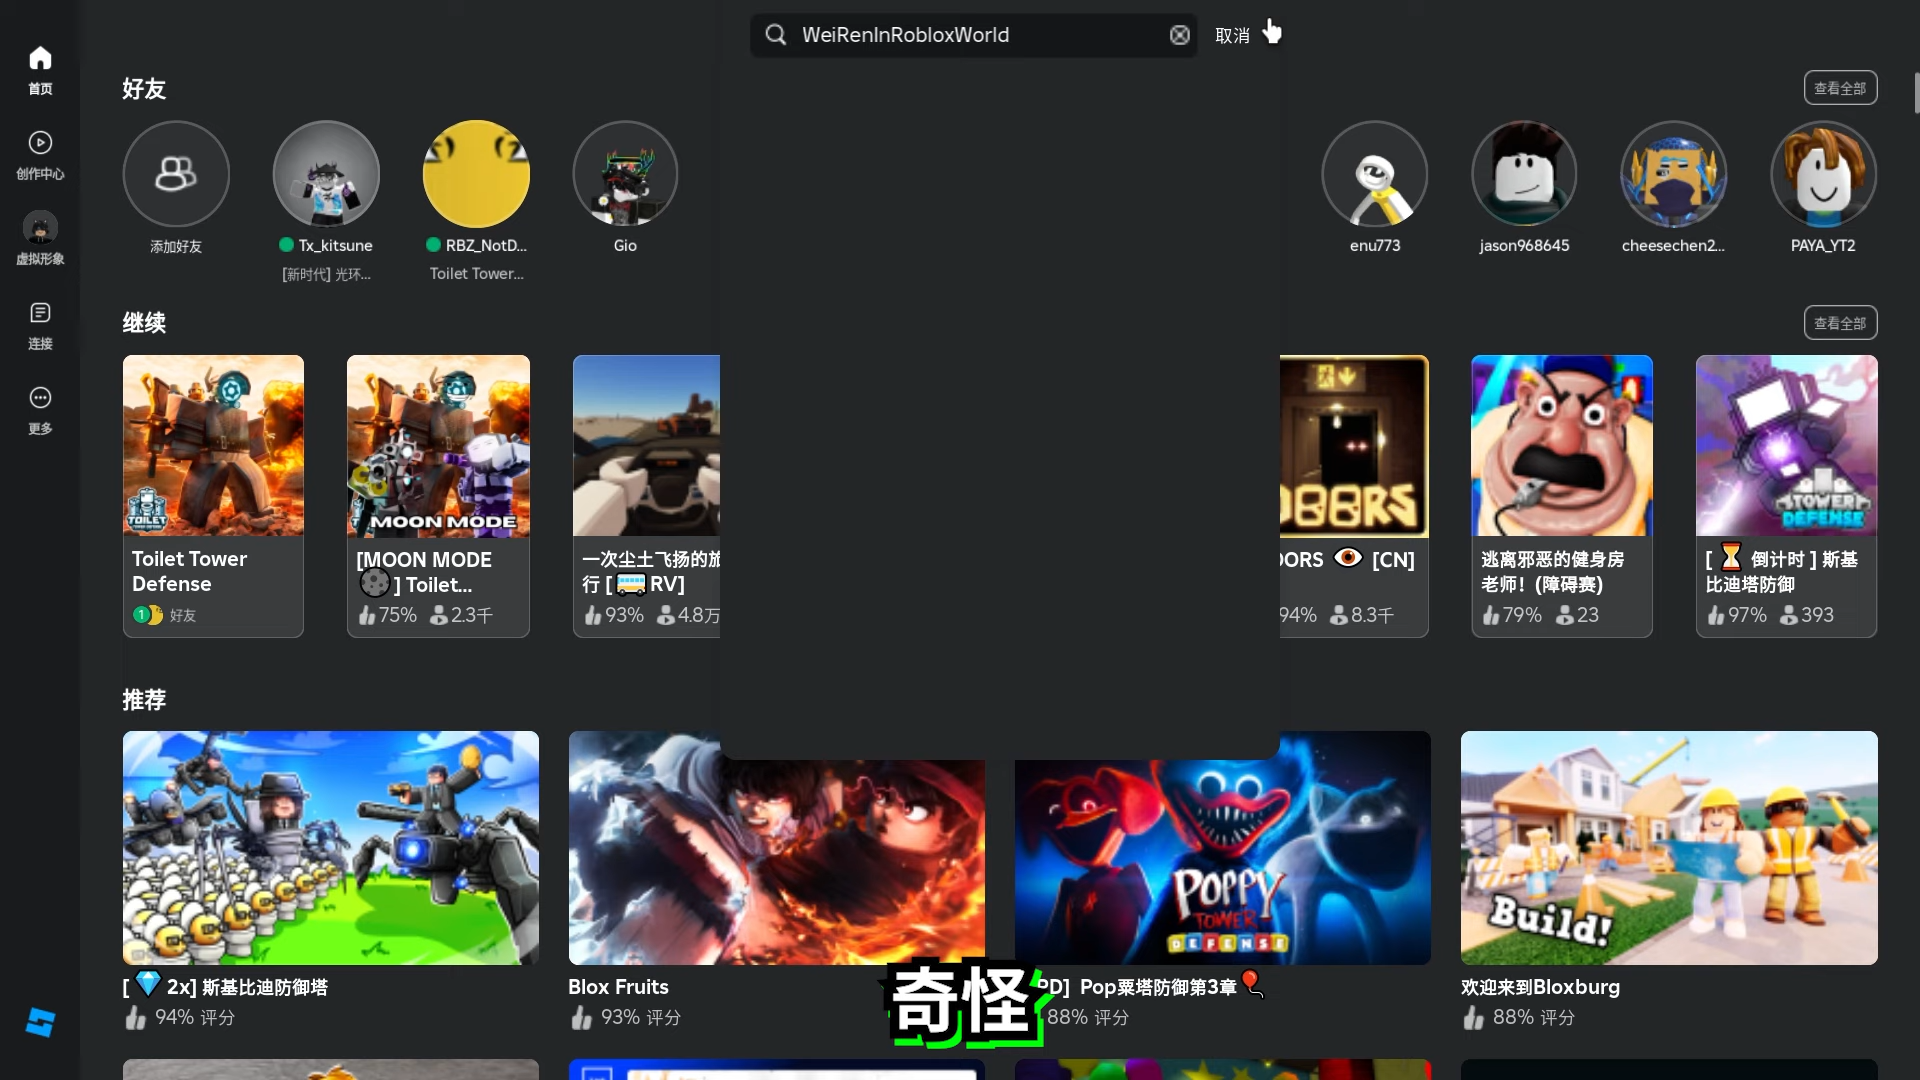 WeiRenInRobloxWorld
取消
首页
创作中心
虚拟形象
连接
更多
好友
查看全部
添加好友
Tx_kitsune
[新时代] 光环...
RBZ_NotD...
Toilet Tower...
Gio
enu773
jason968645
cheesechen2...
PAYA_YT2
继续
查看全部
TOILET
Toilet Tower
Defense
1
好友
MOON MODE
[MOON MODE
] Toilet...
75%
2.3千
一次尘土飞扬的旅
行 [ RV]
93%
4.8万
OORS
ORS [CN]
94%
8.3千
逃离邪恶的健身房
老师！(障碍赛)
79%
23
TOWER
DEFENSE
[ 倒计时 ] 斯基
比迪塔防御
97%
393
推荐
[ 2x] 斯基比迪防御塔
94% 评分
Blox Fruits
93% 评分
POPPY
TOWER
DEFENSE
PD] Pop粟塔防御第3章
88% 评分
Build!
欢迎来到Bloxburg
88% 评分
奇怪